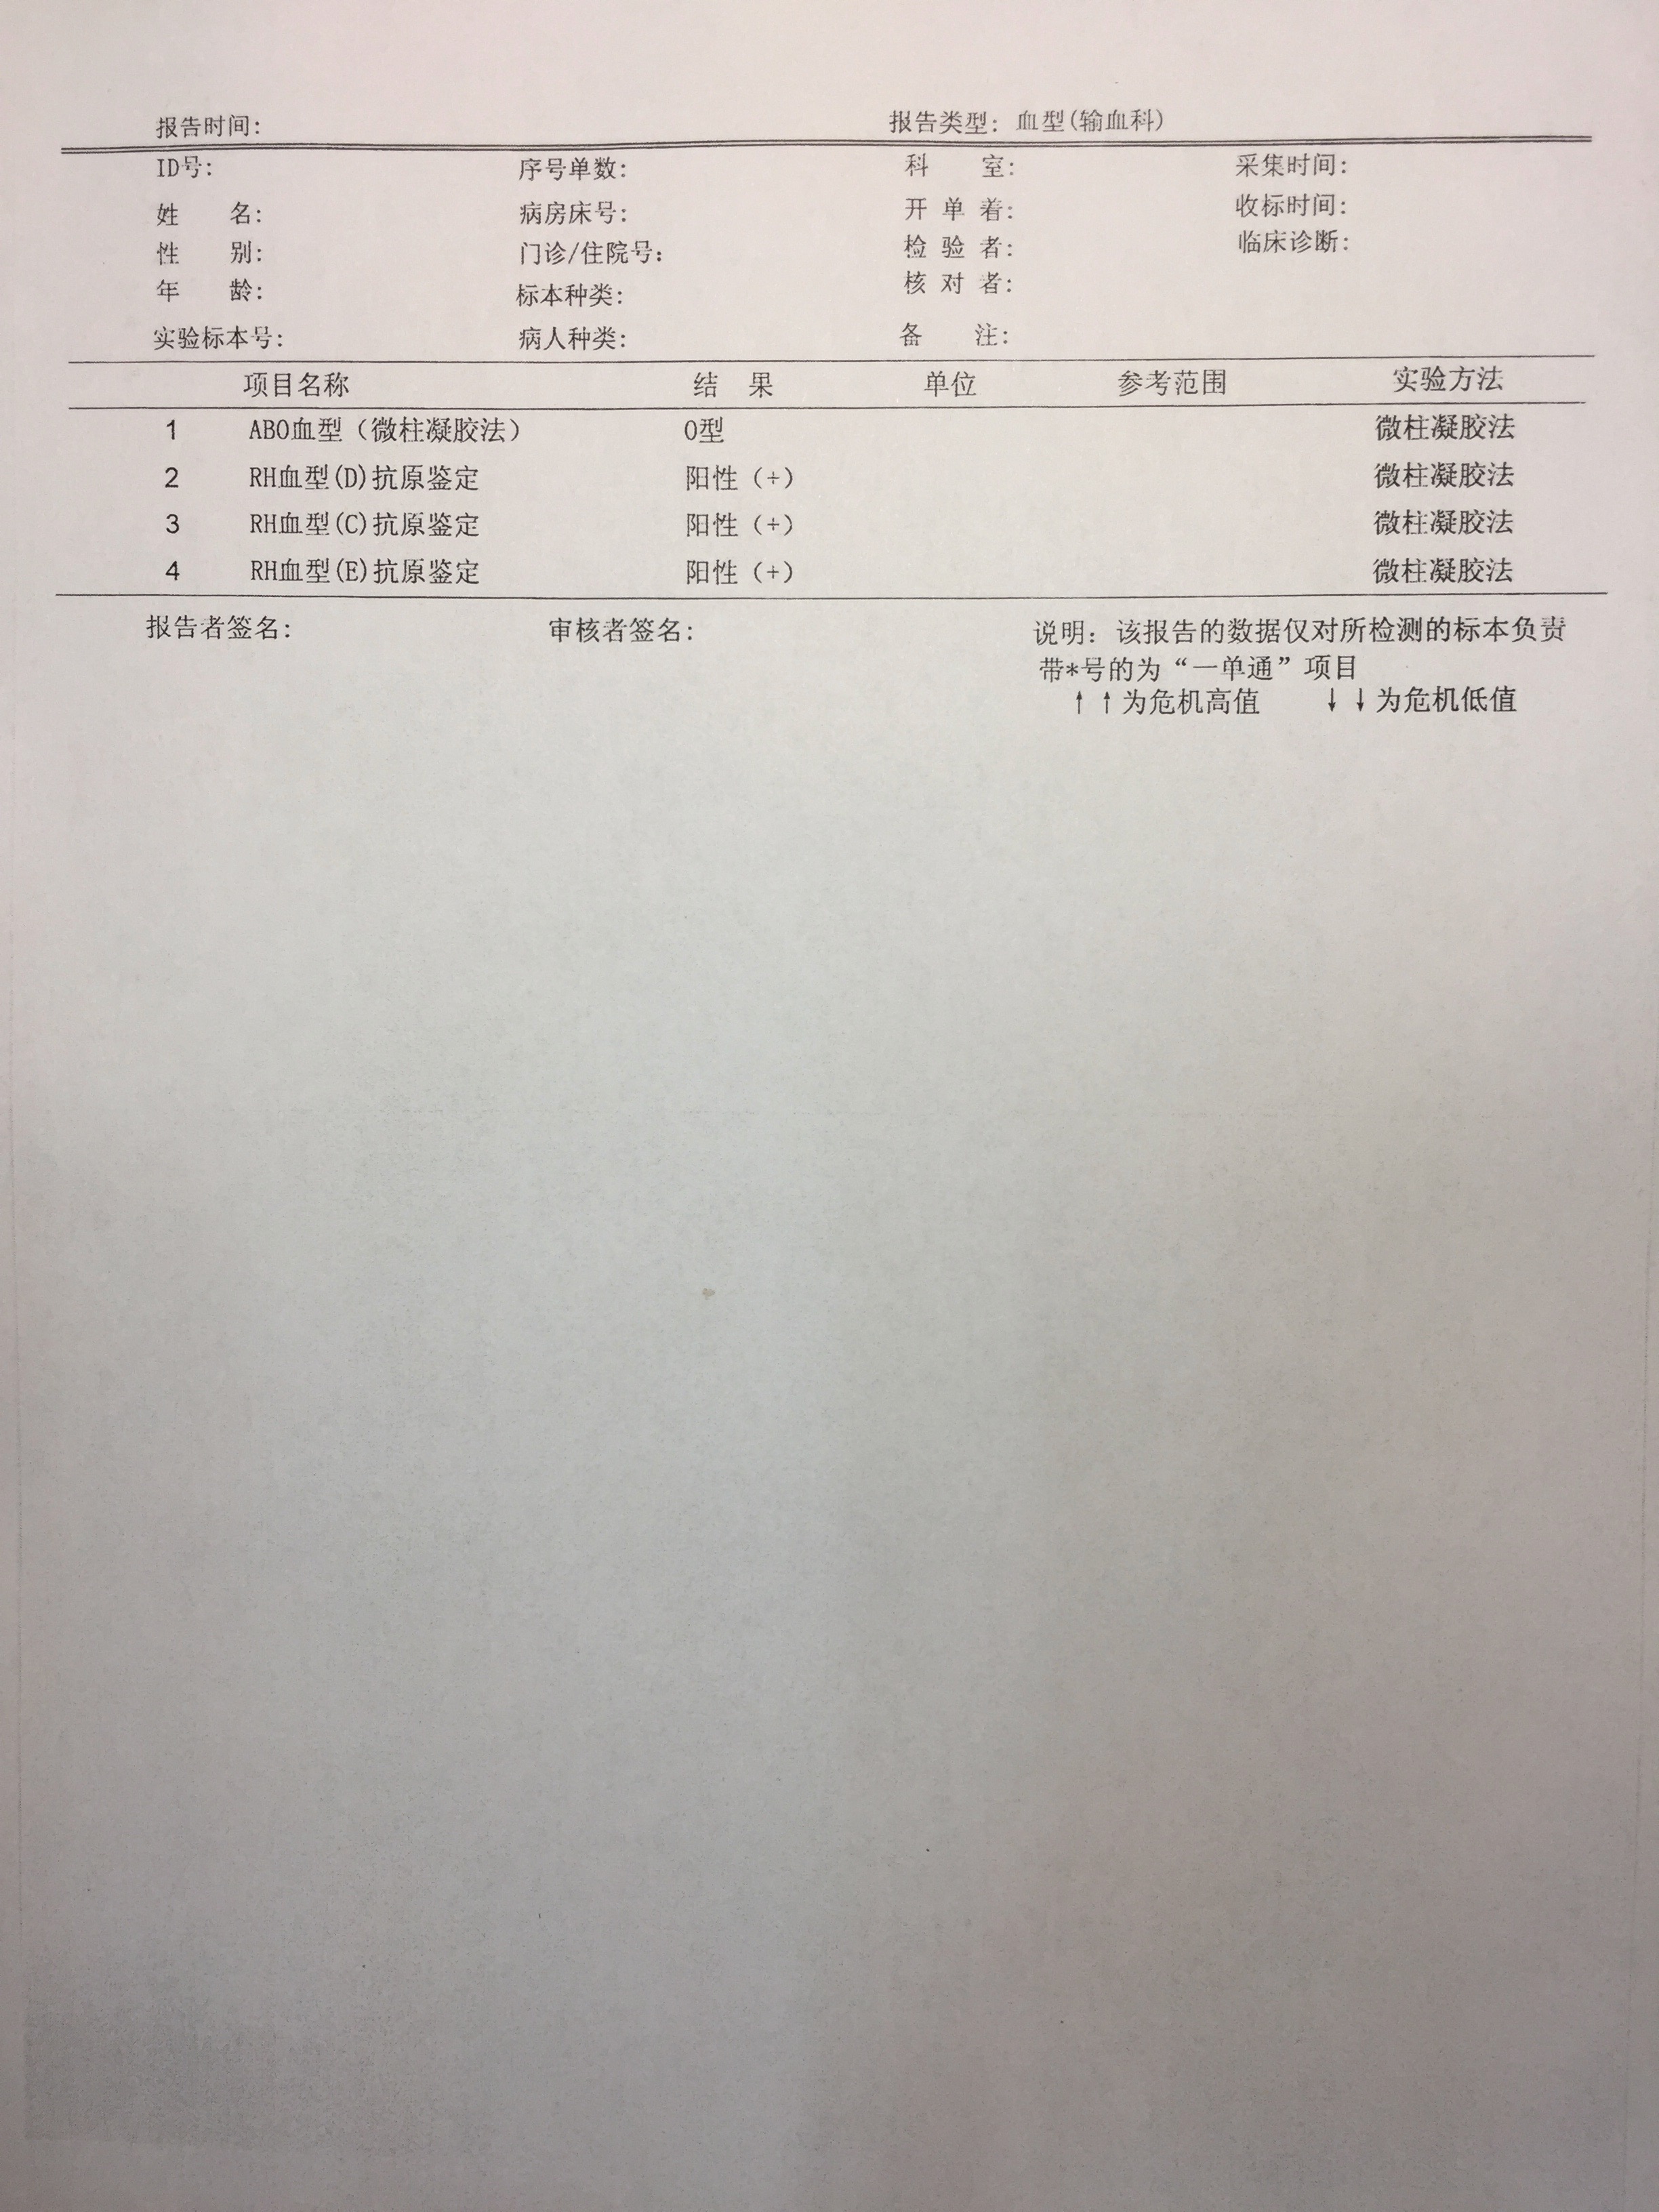 报告时间: 报告类型: 血型(输血科)
ID号: 序号单数: 科 室: 采集时间:
姓 名: 病房床号: 开 单 着: 收标时间:
性 别: 门诊/住院号: 检 验 者: 临床诊断:
年 龄: 标本种类: 核 对 者:
实验标本号: 病人种类: 备 注:
项目名称 结 果 单位 参考范围 实验方法
1 ABO血型（微柱凝胶法） O型 微柱凝胶法
2 RH血型(D)抗原鉴定 阳性（+） 微柱凝胶法
3 RH血型(C)抗原鉴定 阳性（+） 微柱凝胶法
4 RH血型(E)抗原鉴定 阳性（+） 微柱凝胶法
报告者签名: 审核者签名: 说明: 该报告的数据仅对所检测的标本负责
带*号的为“一单通”项目
↑↑为危机高值 ↓↓为危机低值